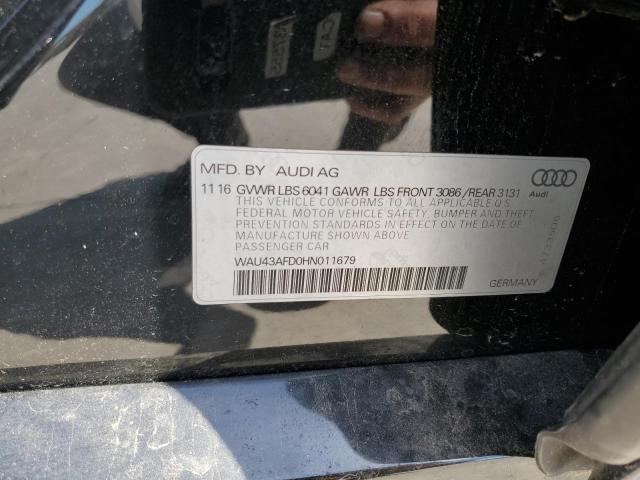 MFD. BY AUDI AG
11 16 GVWR LBS 6041 GAWR LBS FRONT 3086 / REAR 3131
THIS VEHICLE CONFORMS TO ALL APPLICABLE U S
FEDERAL MOTOR VEHICLE SAFETY, BUMPER AND THEFT
PREVENTION STANDARDS IN EFFECT ON THE DATE OF
MANUFACTURE SHOWN ABOVE
PASSENGER CAR
WAU43AFD0HN011679
Audi
GERMANY